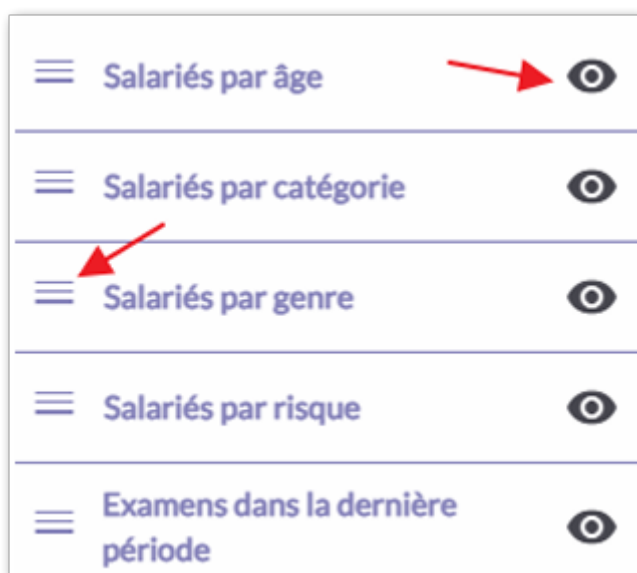 Salariés par âge
Salariés par catégorie
Salariés par genre
Salariés par risque
Examens dans la dernière
période